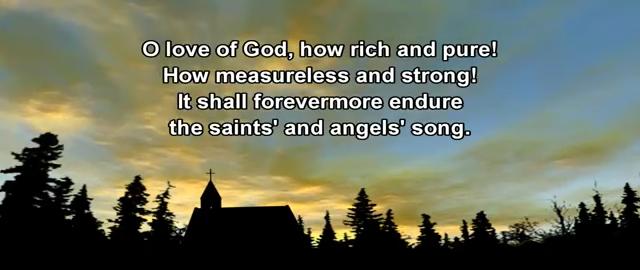 O love of God, how rich and pure!
How measureless and strong!
It shall forevermore endure
the saints' and angels' song.